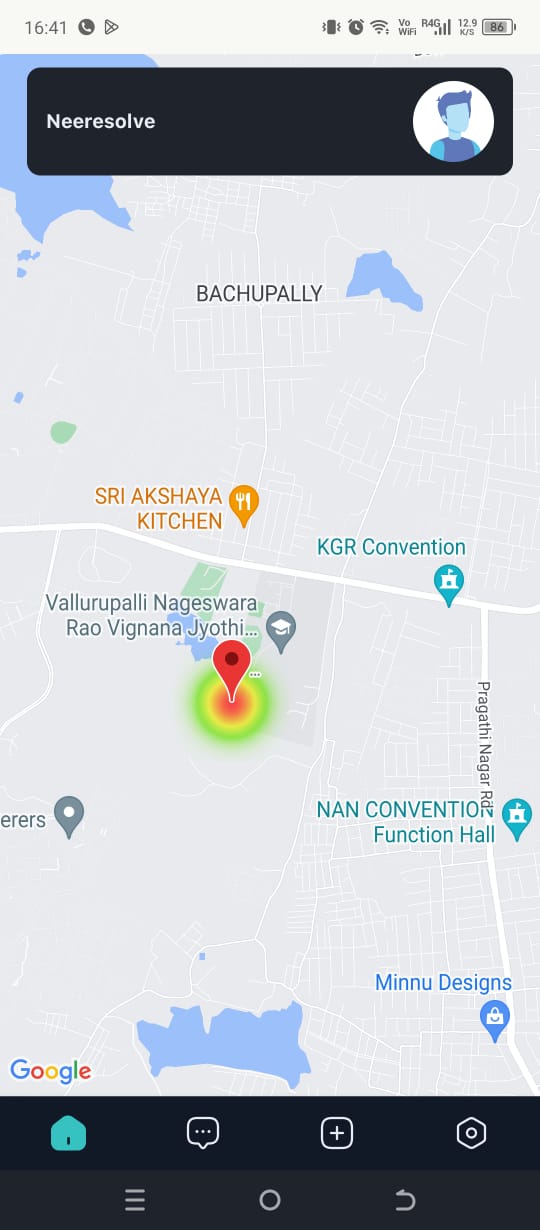 16:41
Vo
WiFi
R4G
12.9
K/S
86
Neeresolve
BACHUPALLY
SRI AKSHAYA
KITCHEN
KGR Convention
Vallurupalli Nageswara
Rao Vignana Jyothi...
...
Pragathi Nagar Rd
erers
NAN CONVENTION
Function Hall
Minnu Designs
Google